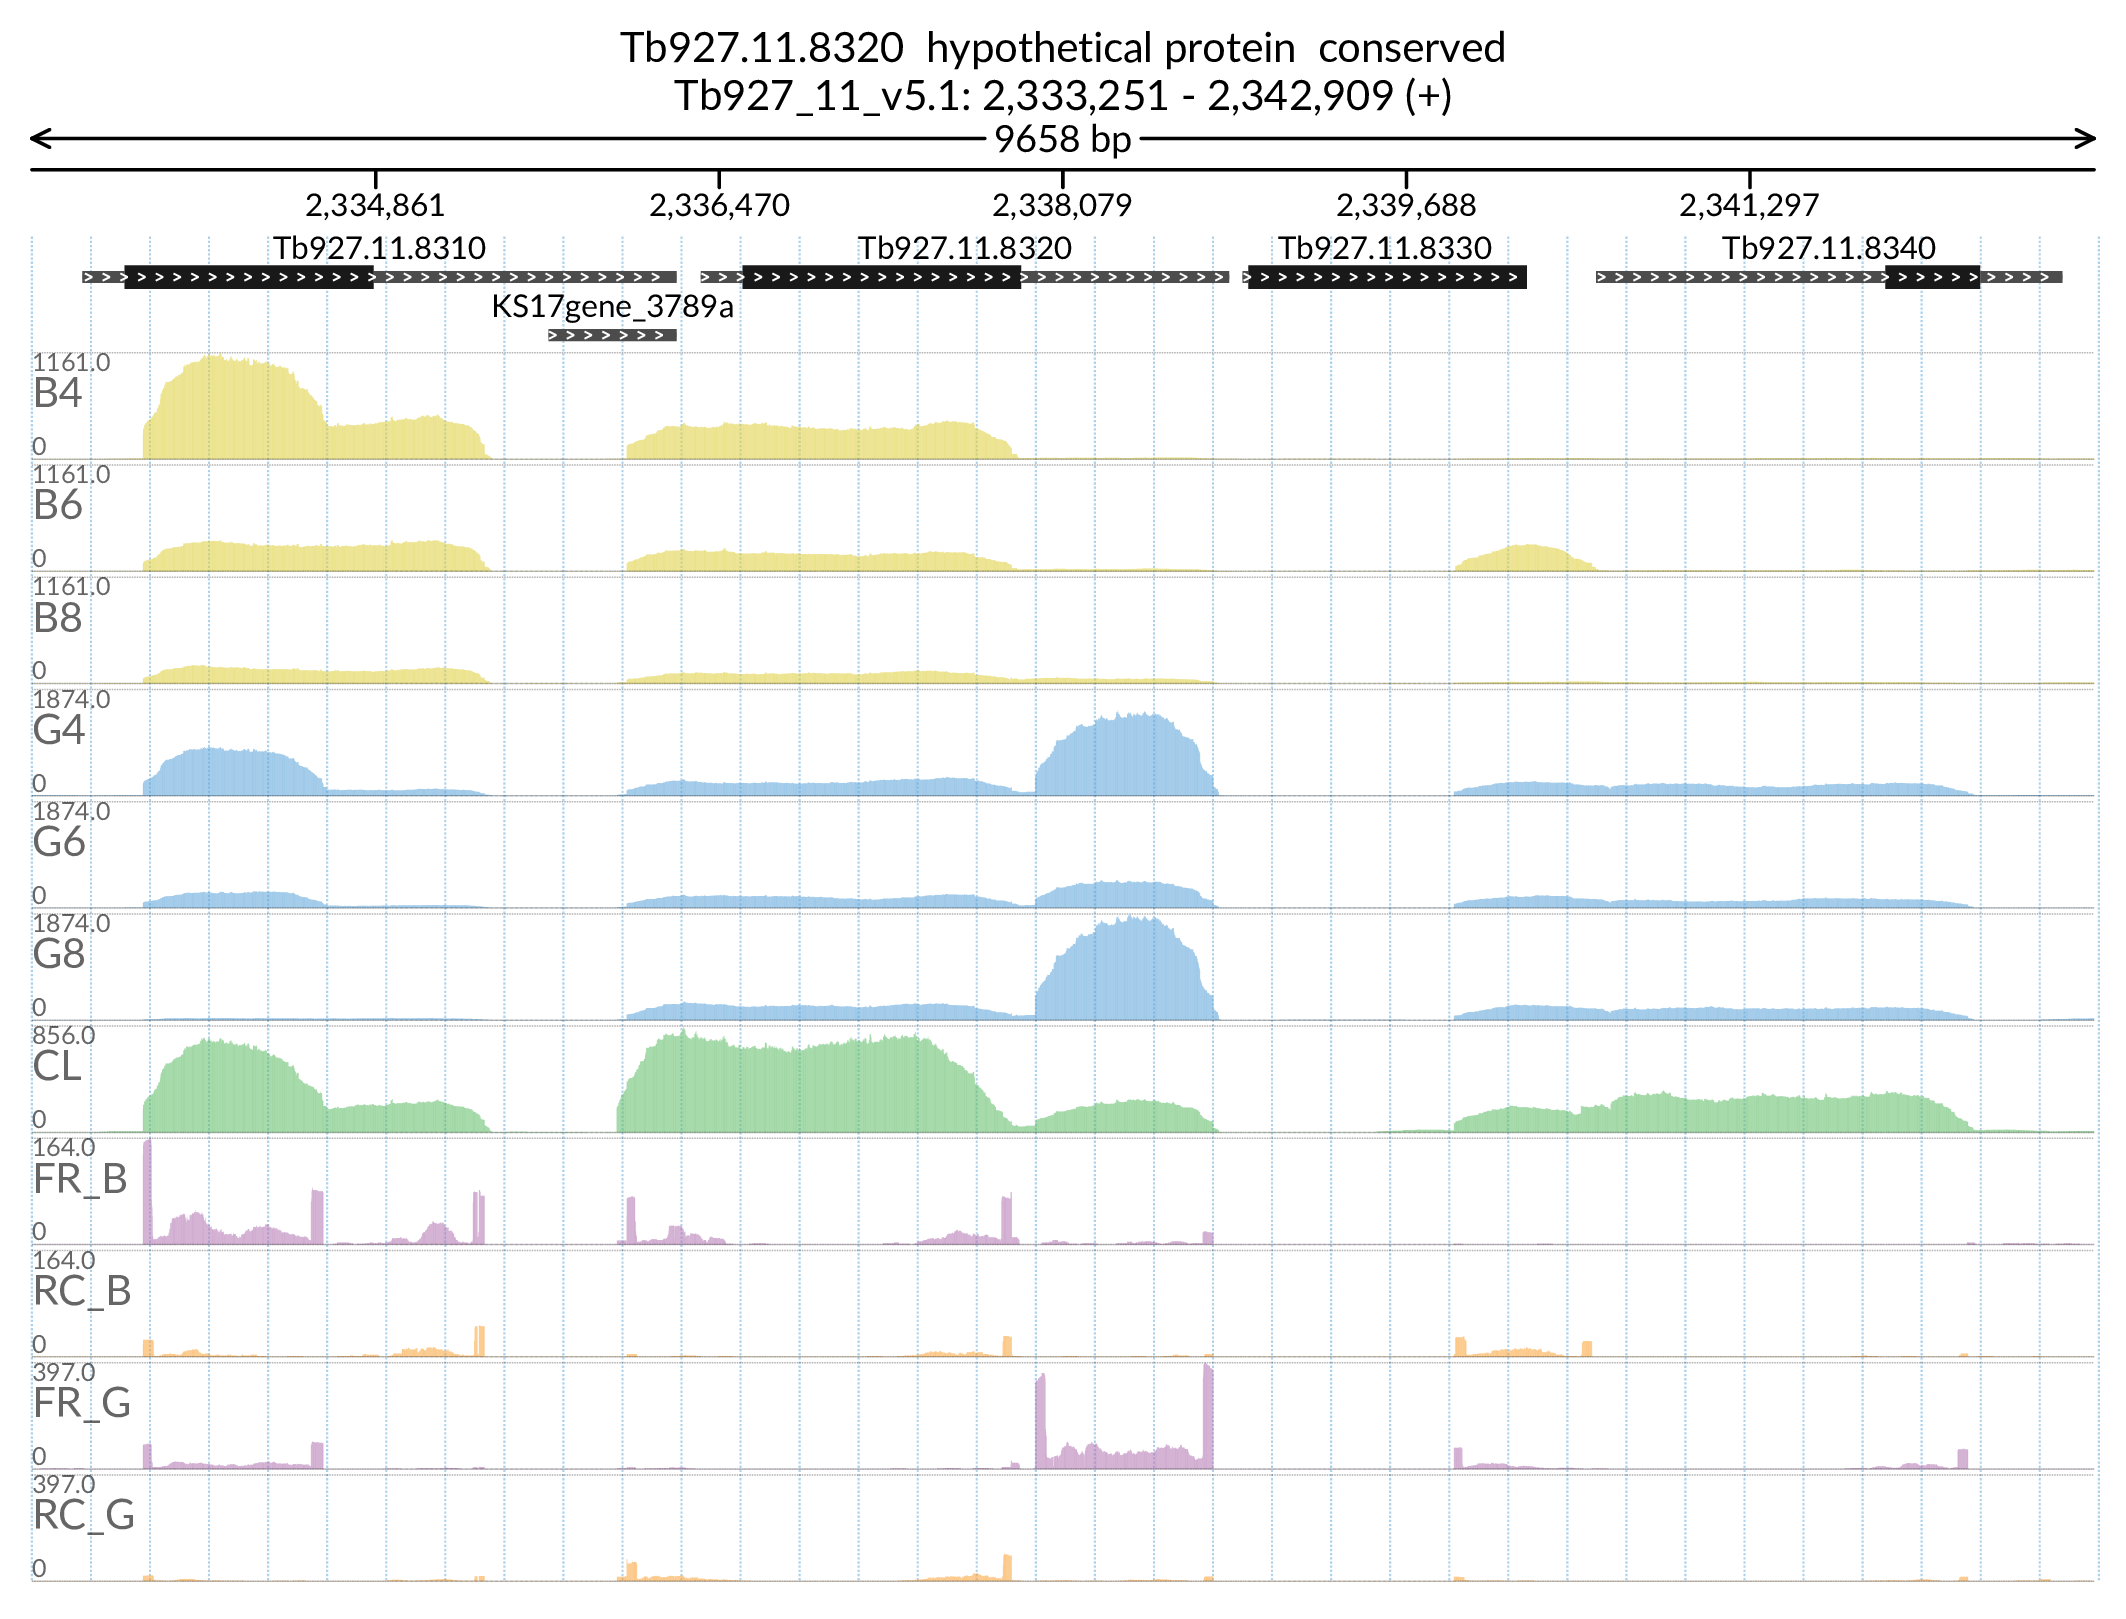 Tb927.11.8320 hypothetical protein conserved
Tb927_11_v5.1: 2,333,251 - 2,342,909 (+)
9658 bp
2,334,861 2,336,470 2,338,079 2,339,688 2,341,297
Tb927.11.8310 Tb927.11.8320 Tb927.11.8330 Tb927.11.8340
KS17gene_3789a
1161.0
B4
0
1161.0
B6
0
1161.0
B8
0
1874.0
G4
0
1874.0
G6
0
1874.0
G8
0
856.0
CL
0
164.0
FR_B
0
164.0
RC_B
0
397.0
FR_G
0
397.0
RC_G
0